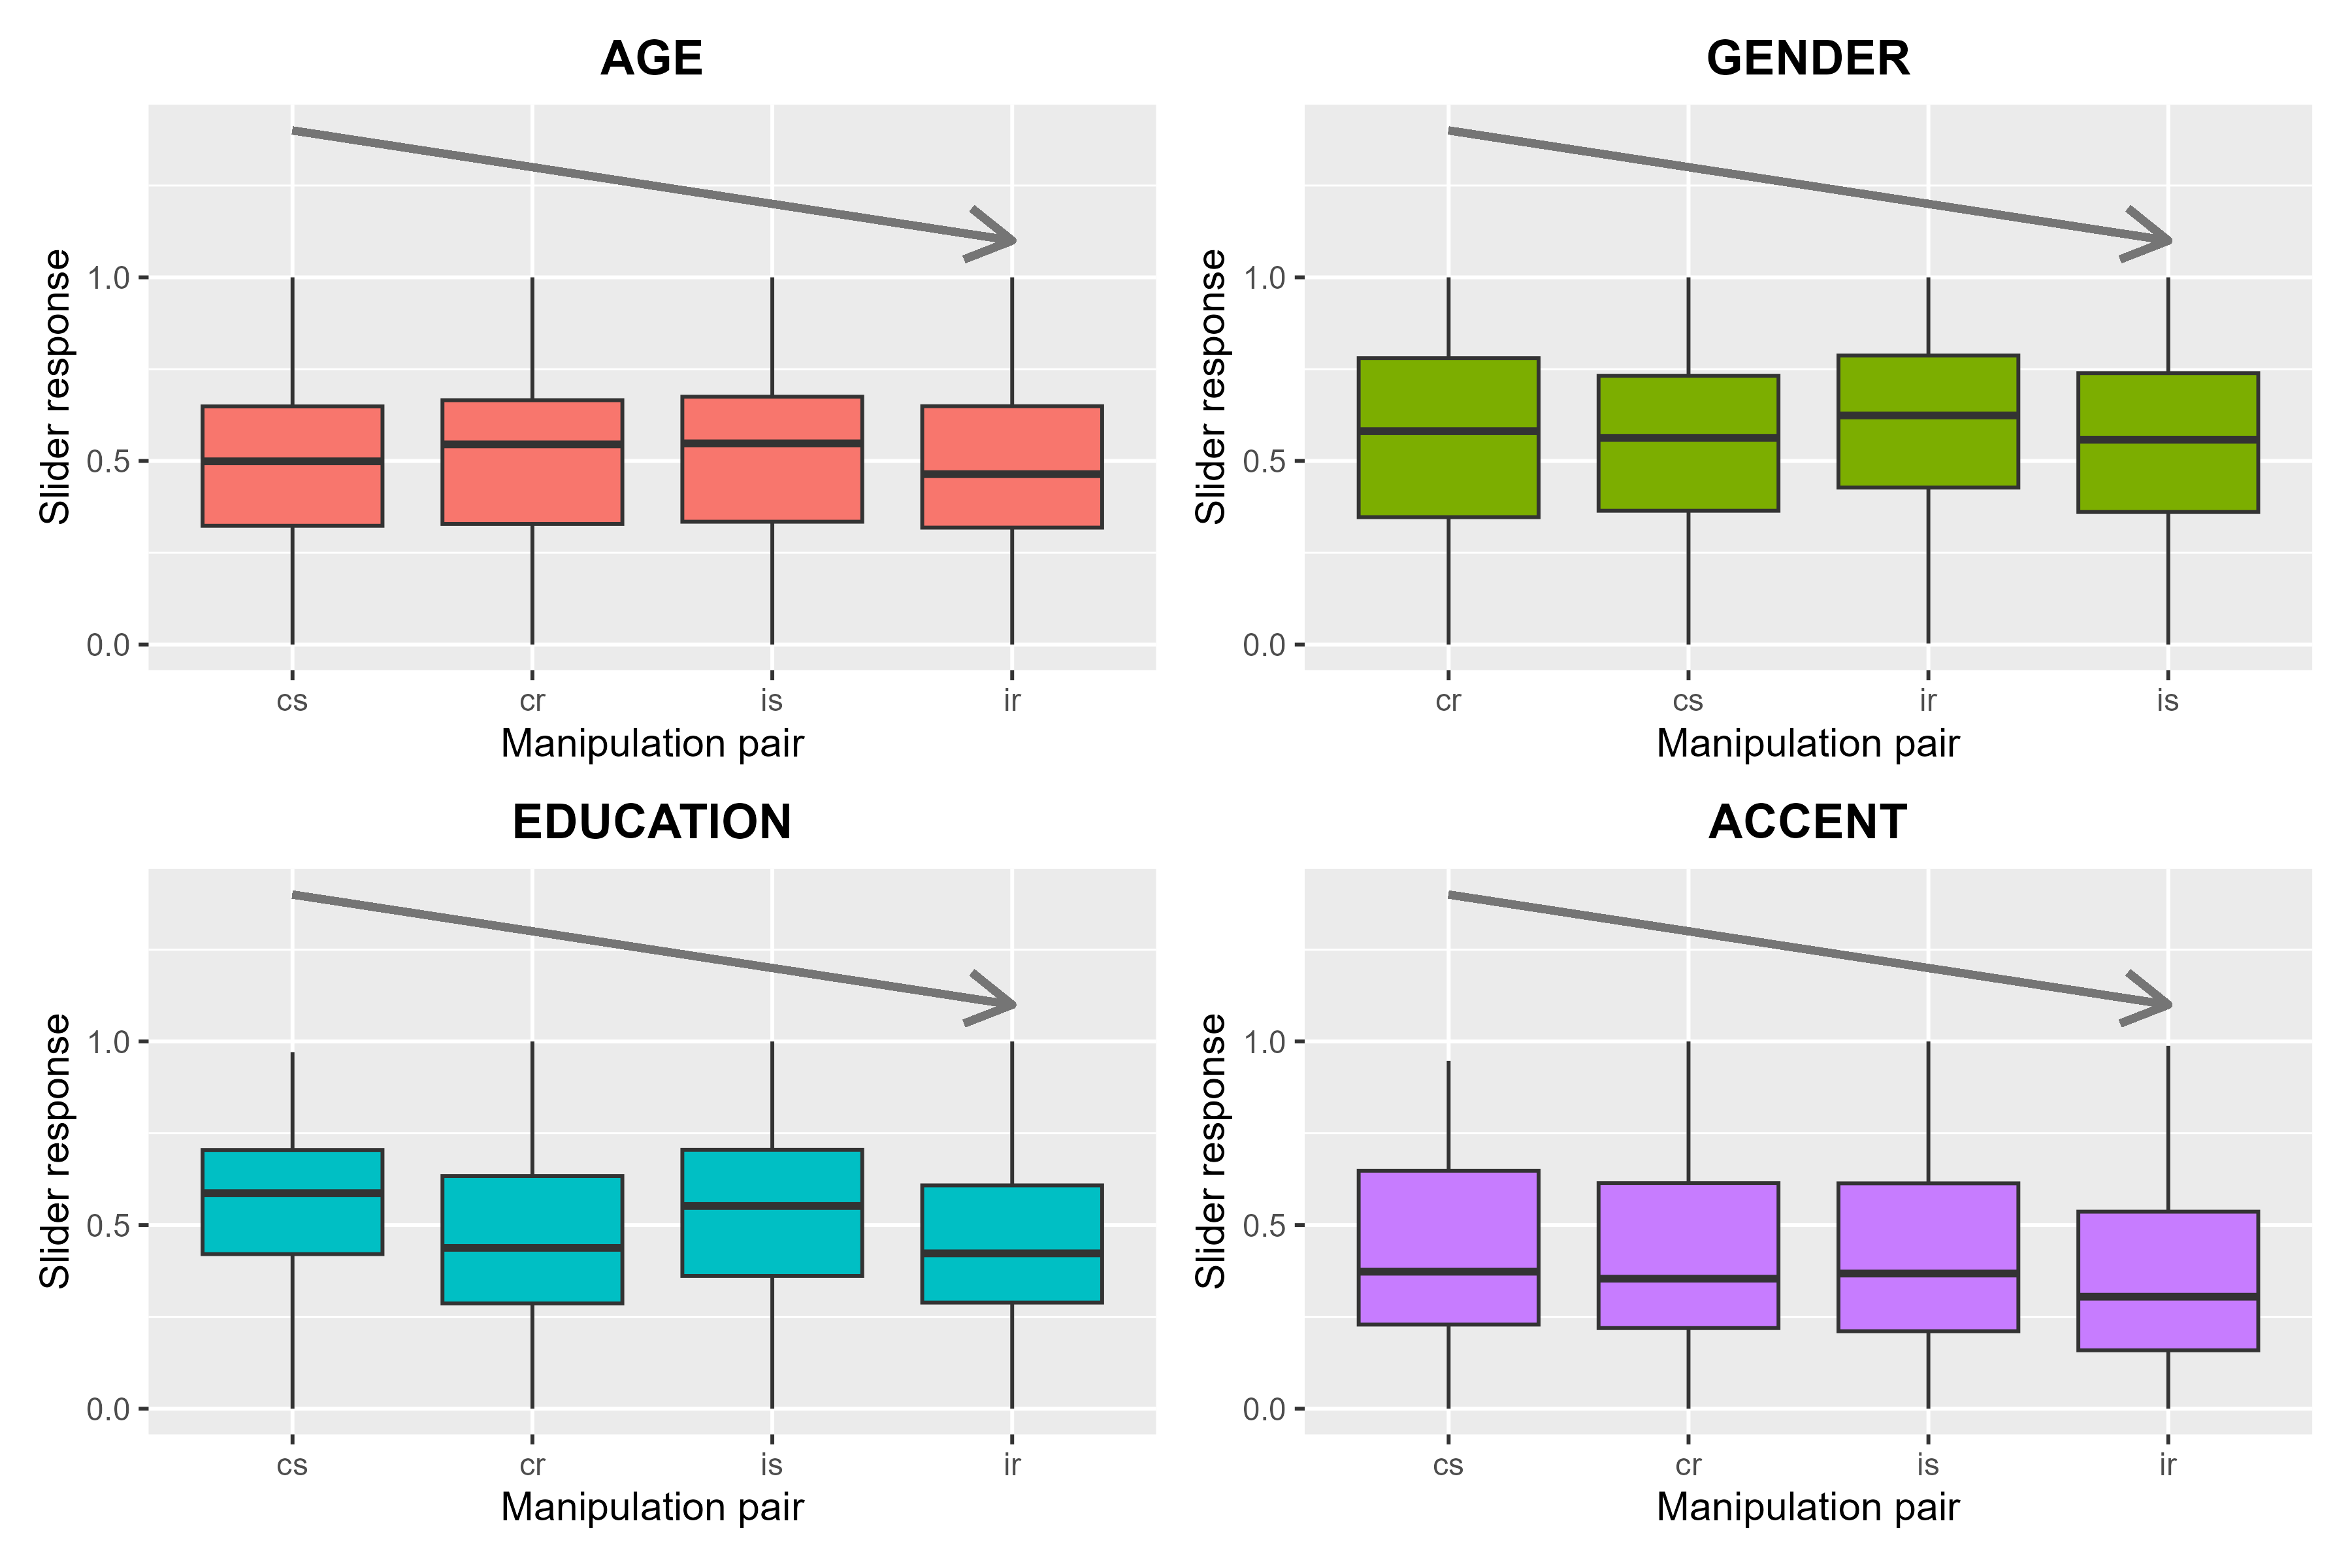 AGE
Slider response
1.0
0.5
0.0
cs cr is ir
Manipulation pair
GENDER
Slider response
1.0
0.5
0.0
cr cs ir is
Manipulation pair
EDUCATION
Slider response
1.0
0.5
0.0
cs cr is ir
Manipulation pair
ACCENT
Slider response
1.0
0.5
0.0
cs cr is ir
Manipulation pair